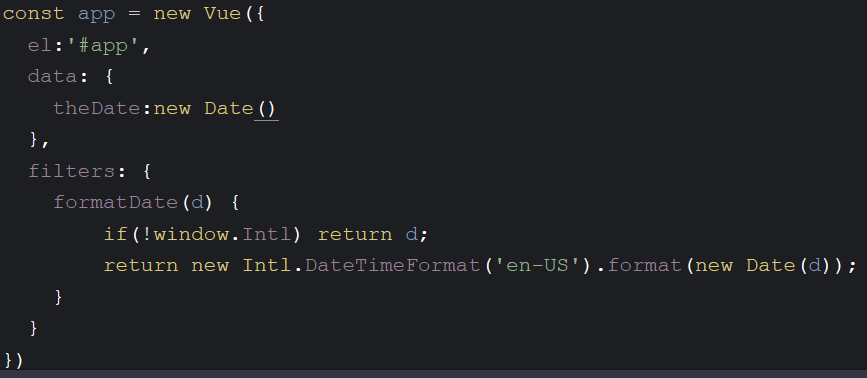 const app = new Vue({
  el:'#app',
  data: {
    theDate:new Date()
  },
  filters: {
    formatDate(d) {
        if(!window.Intl) return d;
        return new Intl.DateTimeFormat('en-US').format(new Date(d));
    }
  }
})